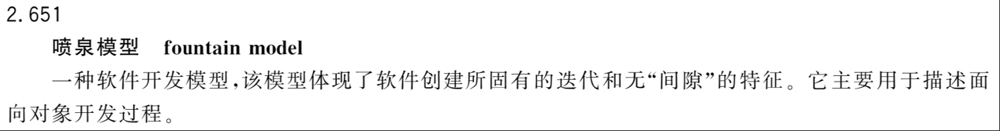 2.651
喷泉模型 fountain model
一种软件开发模型,该模型体现了软件创建所固有的迭代和无“间隙”的特征。它主要用于描述面
向对象开发过程。